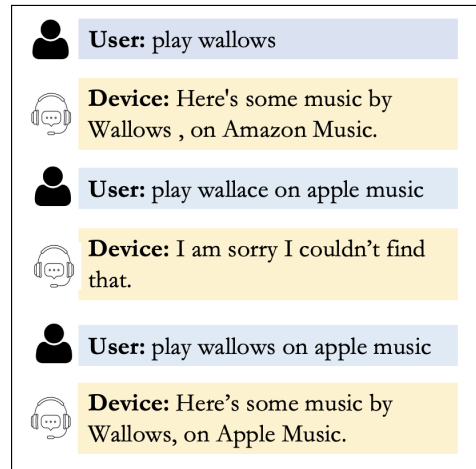 User: play wallows
Device: Here's some music by
Wallows , on Amazon Music.
User: play wallace on apple music
Device: I am sorry I couldn’t find
that.
User: play wallows on apple music
Device: Here’s some music by
Wallows, on Apple Music.